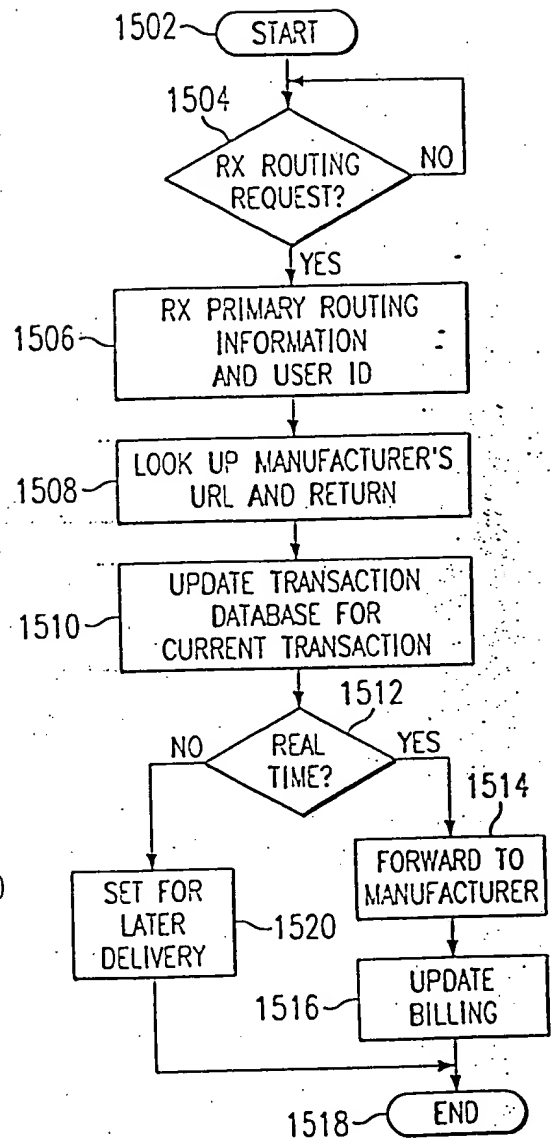 1502
START
1504
RX ROUTING
REQUEST?
NO
YES
1506
RX PRIMARY ROUTING
INFORMATION
AND USER ID
1508
LOOK UP MANUFACTURER'S
URL AND RETURN
1510
UPDATE TRANSACTION
DATABASE FOR
CURRENT TRANSACTION
1512
NO
REAL
TIME?
YES
1514
FORWARD TO
MANUFACTURER
SET FOR
LATER
DELIVERY
1520
1516
UPDATE
BILLING
1518
END